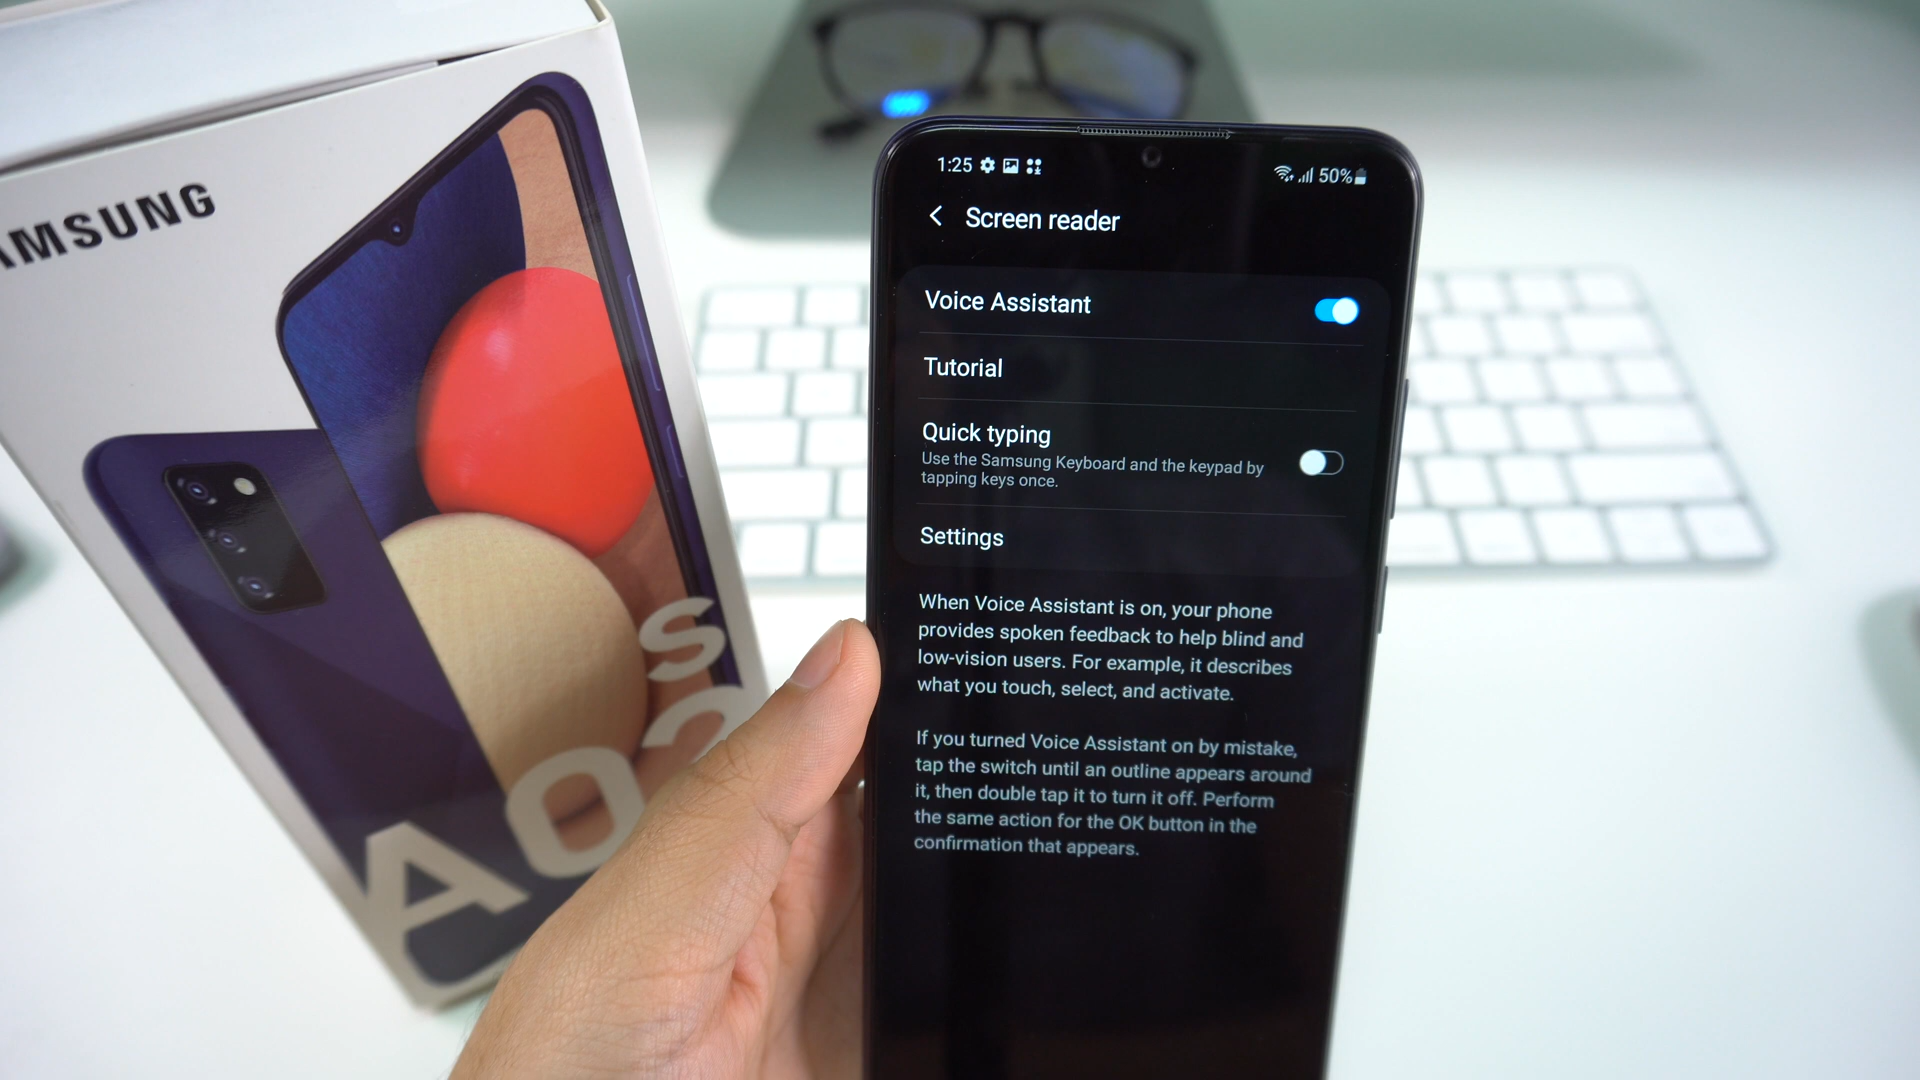 AMSUNG
A02s
1:25 50%
Screen reader
Voice Assistant
Tutorial
Quick typing
Use the Samsung Keyboard and the keypad by
tapping keys once.
Settings
When Voice Assistant is on, your phone
provides spoken feedback to help blind and
low-vision users. For example, it describes
what you touch, select, and activate.
If you turned Voice Assistant on by mistake,
tap the switch until an outline appears around
it, then double tap it to turn it off. Perform
the same action for the OK button in the
confirmation that appears.